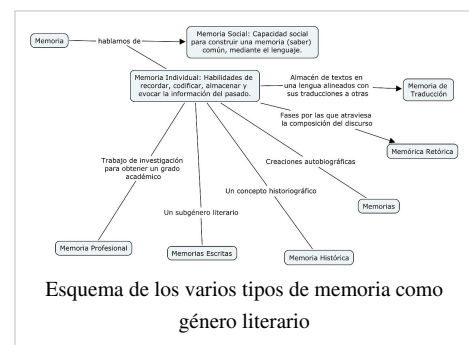 Memoria
hablamos de
Memoria Social: Capacidad social
para construir una memoria (saber)
común, mediante el lenguaje.
Memoria Individual: Habilidades de
recordar, codificar, almacenar y
evocar la información del pasado.
Almacén de textos en
una lengua alineados con
sus traducciones a otras
Memoria de
Traducción
Fases por las que atraviesa
la composición del discurso
Memórica Retórica
Trabajo de investigación
para obtener un grado
académico
Creaciones autobiográficas
Un concepto historiográfico
Memorias
Un subgénero literario
Memoria Profesional
Memorias Escritas
Memoria Histórica
Esquema de los varios tipos de memoria como
género literario